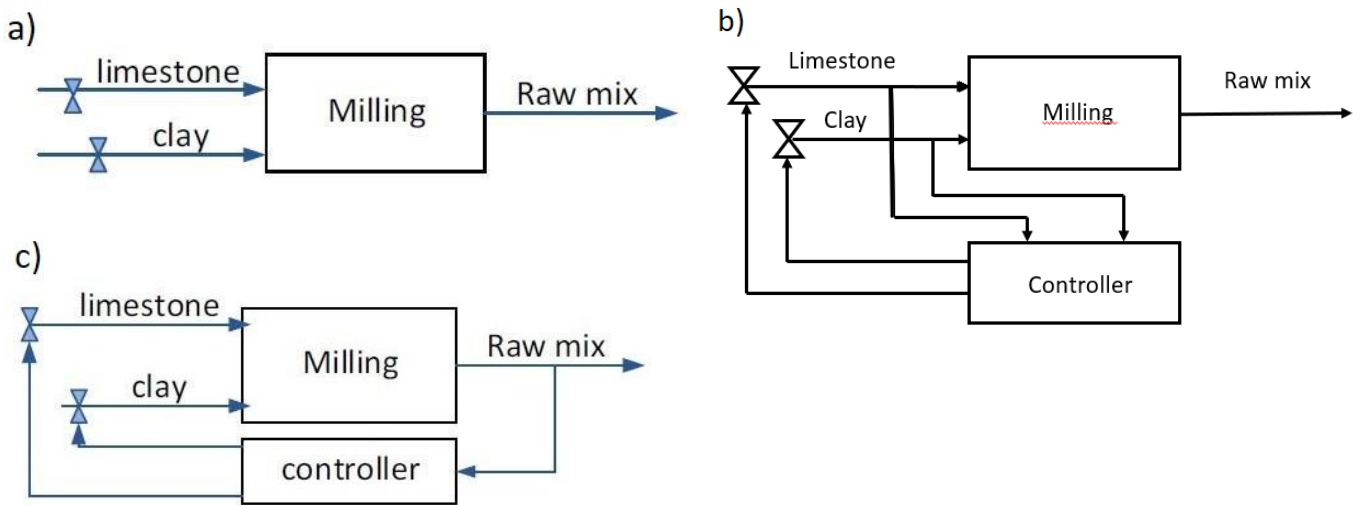 a)
limestone
Milling
Raw mix
clay
b)
Limestone
Milling
Raw mix
Clay
Controller
c)
limestone
Milling
Raw mix
clay
controller